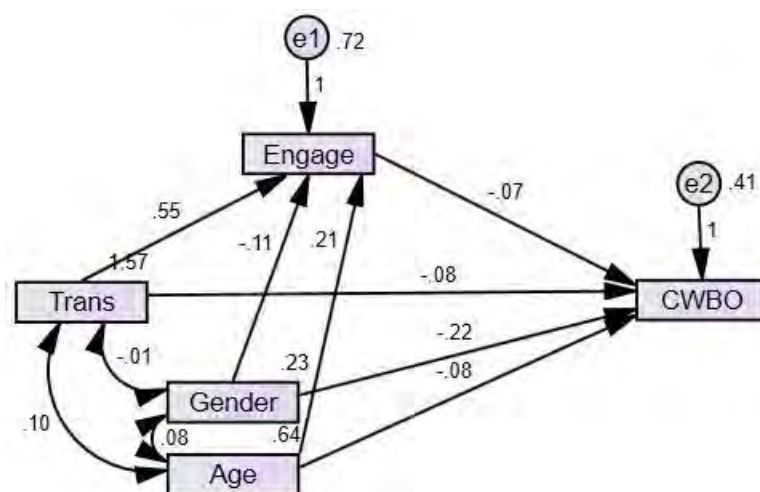 e1 .72
1
Engage
e2 .41
-.07
1
.55
-.11 .21
1.57
-.08
Trans
CWBO
-.01
-.22
.23
-.08
Gender
.10
.08
.64
Age